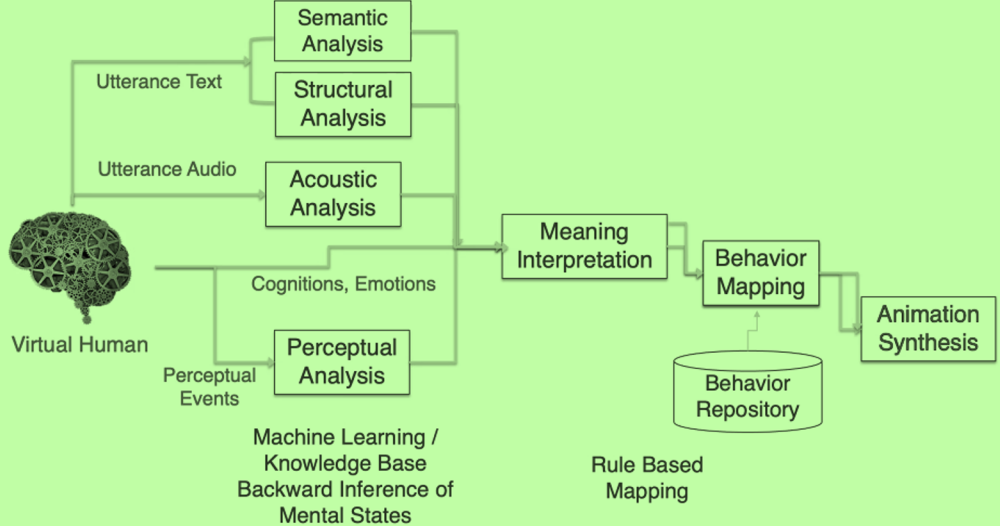 Semantic
Analysis
Utterance Text
Structural
Analysis
Utterance Audio
Acoustic
Analysis
Meaning
Interpretation
Behavior
Mapping
Cognitions, Emotions
Animation
Synthesis
Virtual Human
Perceptual
Analysis
Perceptual
Events
Behavior
Repository
Machine Learning /
Knowledge Base
Backward Inference of
Mental States
Rule Based
Mapping